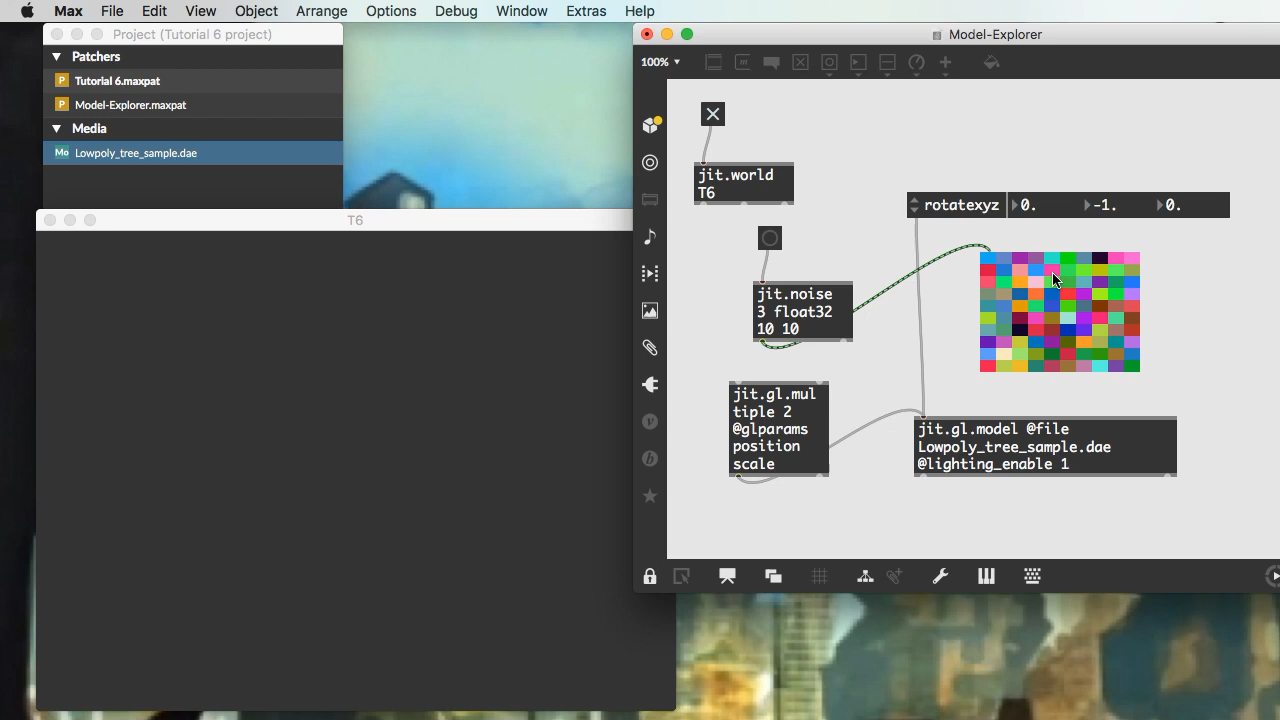 Max File Edit View Object Arrange Options Debug Window Extras Help
Project (Tutorial 6 project)
Patchers
P Tutorial 6.maxpat
P Model-Explorer.maxpat
Media
Mo Lowpoly_tree_sample.dae
T6
Model-Explorer
100%
jit.world
T6
rotatexyz 0. -1. 0.
jit.noise
3 float32
10 10
jit.gl.mul
tiple 2
@glparams
position
scale
jit.gl.model @file
Lowpoly_tree_sample.dae
@lighting_enable 1